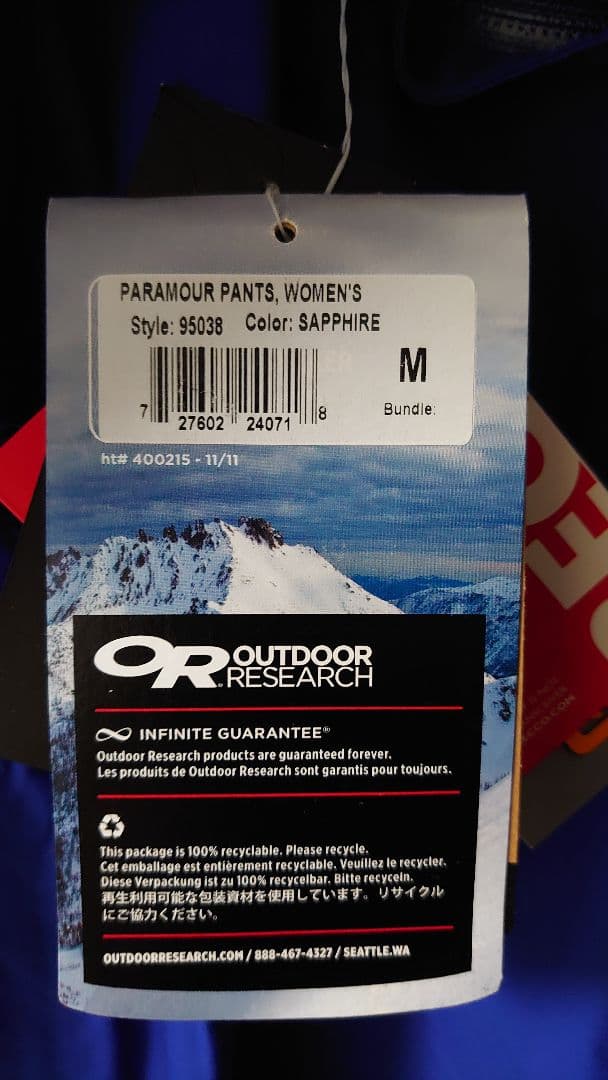 PARAMOUR PANTS, WOMEN'S
Style: 95038 Color: SAPPHIRE
M
7 27602 24071 8
Bundle:
ht# 400215 - 11/11
OR OUTDOOR
RESEARCH
INFINITE GUARANTEE®
Outdoor Research products are guaranteed forever.
Les produits de Outdoor Research sont garantis pour toujours.
This package is 100% recyclable. Please recycle.
Cet emballage est entièrement recyclable. Veuillez le recycler.
Diese Verpackung ist zu 100% recycelbar. Bitte recyceln.
再生利用可能な包装資材を使用しています。リサイクル
にご協力ください。
OUTDOORRESEARCH.COM / 888-467-4327 / SEATTLE.WA